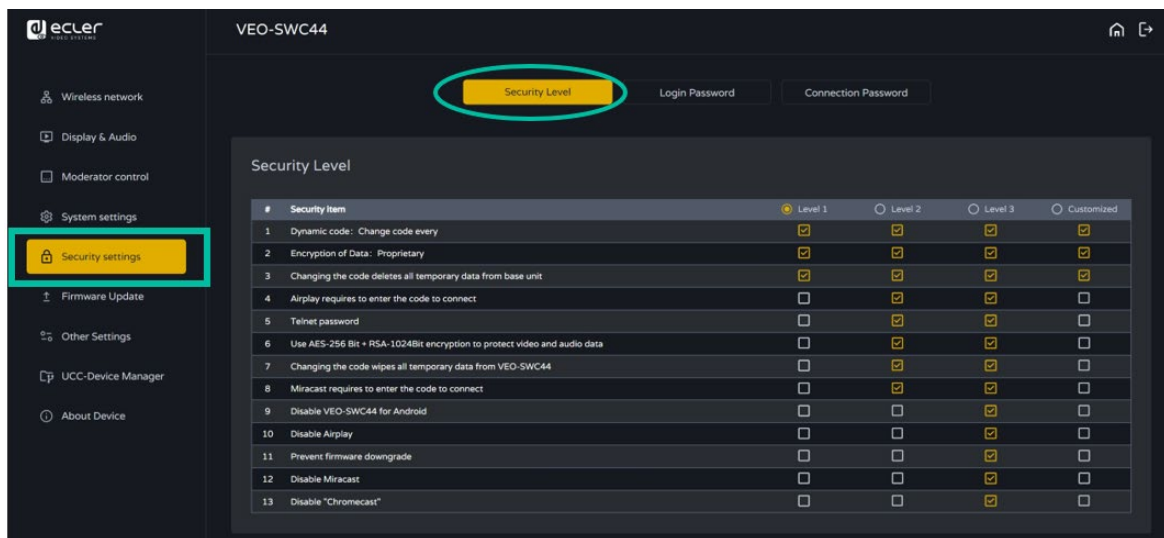 ecler
VIDEO SYSTEMS
VEO-SWC44
Wireless network
Display & Audio
Moderator control
System settings
Security settings
Firmware Update
Other Settings
UCC-Device Manager
About Device
Security Level
Login Password
Connection Password
Security Level
# Security Item Level 1 Level 2 Level 3 Customized
1 Dynamic code: Change code every
2 Encryption of Data: Proprietary
3 Changing the code deletes all temporary data from base unit
4 Airplay requires to enter the code to connect
5 Telnet password
6 Use AES-256 Bit + RSA-1024Bit encryption to protect video and audio data
7 Changing the code wipes all temporary data from VEO-SWC44
8 Miracast requires to enter the code to connect
9 Disable VEO-SWC44 for Android
10 Disable Airplay
11 Prevent firmware downgrade
12 Disable Miracast
13 Disable "Chromecast"